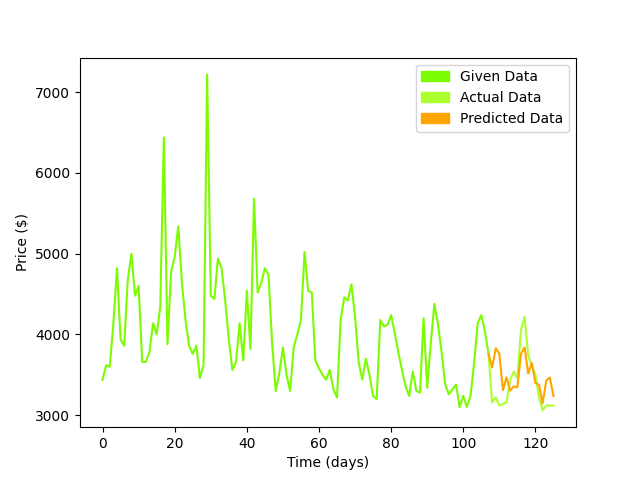 Given Data
Actual Data
Predicted Data
7000
6000
5000
4000
3000
Price ($)
0 20 40 60 80 100 120
Time (days)